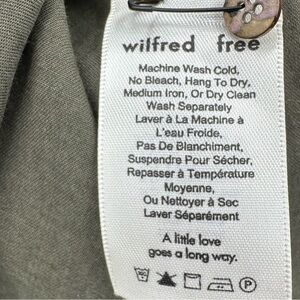 wilfred free
Machine Wash Cold,
No Bleach, Hang To Dry,
Medium Iron, Or Dry Clean
Wash Separately
Laver à La Machine à
L'eau Froide,
Pas De Blanchiment,
Suspendre Pour Sécher,
Repasser à Température
Moyenne,
Ou Nettoyer à Sec
Laver Séparément
A little love
goes a long way.